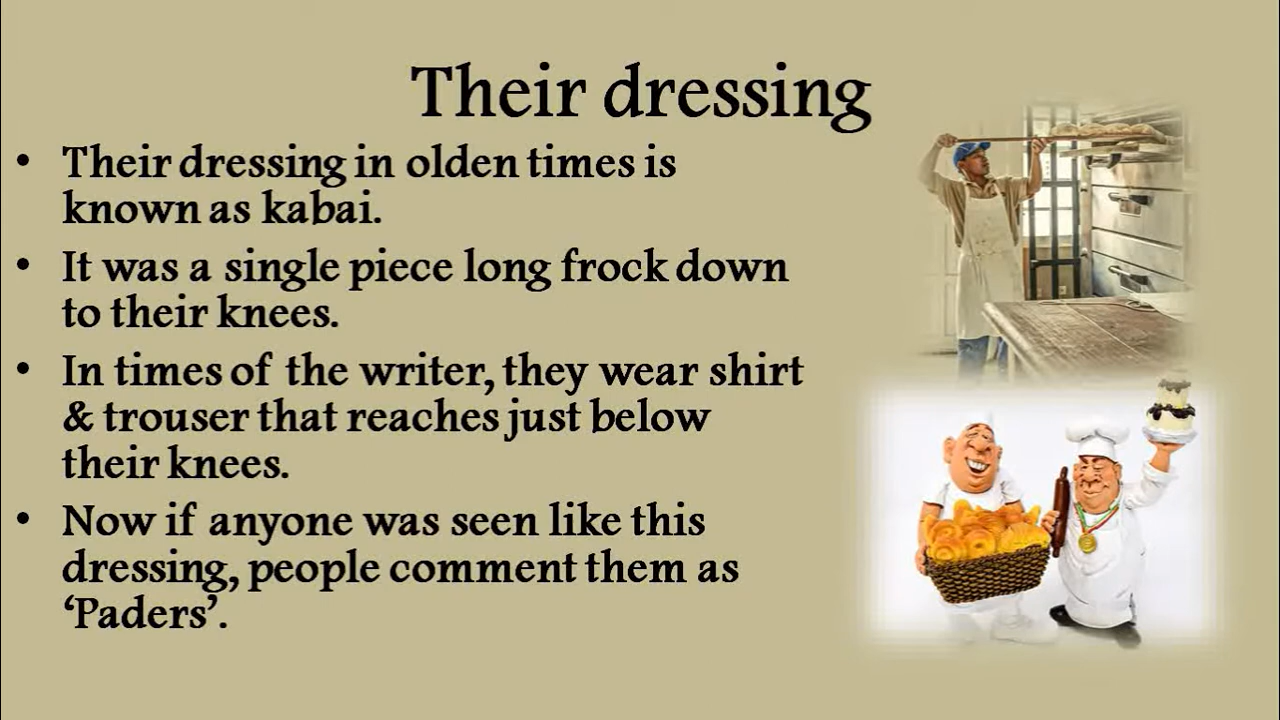 Their dressing
• Their dressing in olden times is
known as kabai.
• It was a single piece long frock down
to their knees.
• In times of the writer, they wear shirt
& trouser that reaches just below
their knees.
• Now if anyone was seen like this
dressing, people comment them as
‘Paders’.